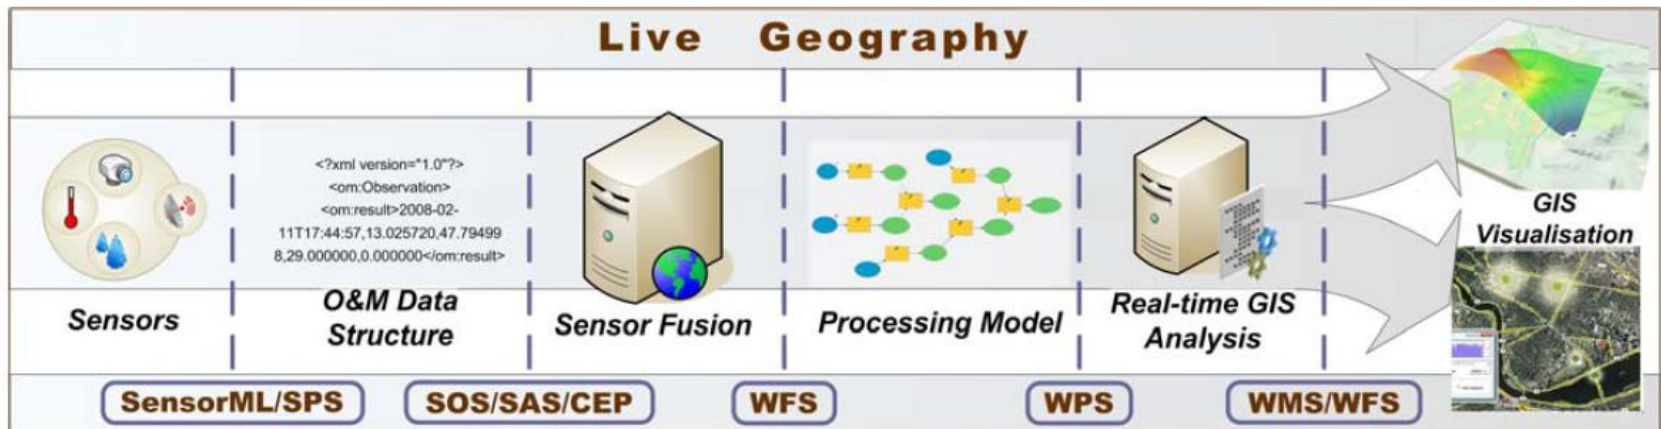 Live Geography
<?xml version="1.0"?>
<om:Observation>
<om:result>2008-02-
11T17:44:57,13.025720,47.79499
8,29.000000,0.000000</om:result>
Sensors
O&M Data
Structure
Sensor Fusion
Processing Model
Real-time GIS
Analysis
GIS
Visualisation
SensorML/SPS
SOS/SAS/CEP
WFS
WPS
WMS/WFS